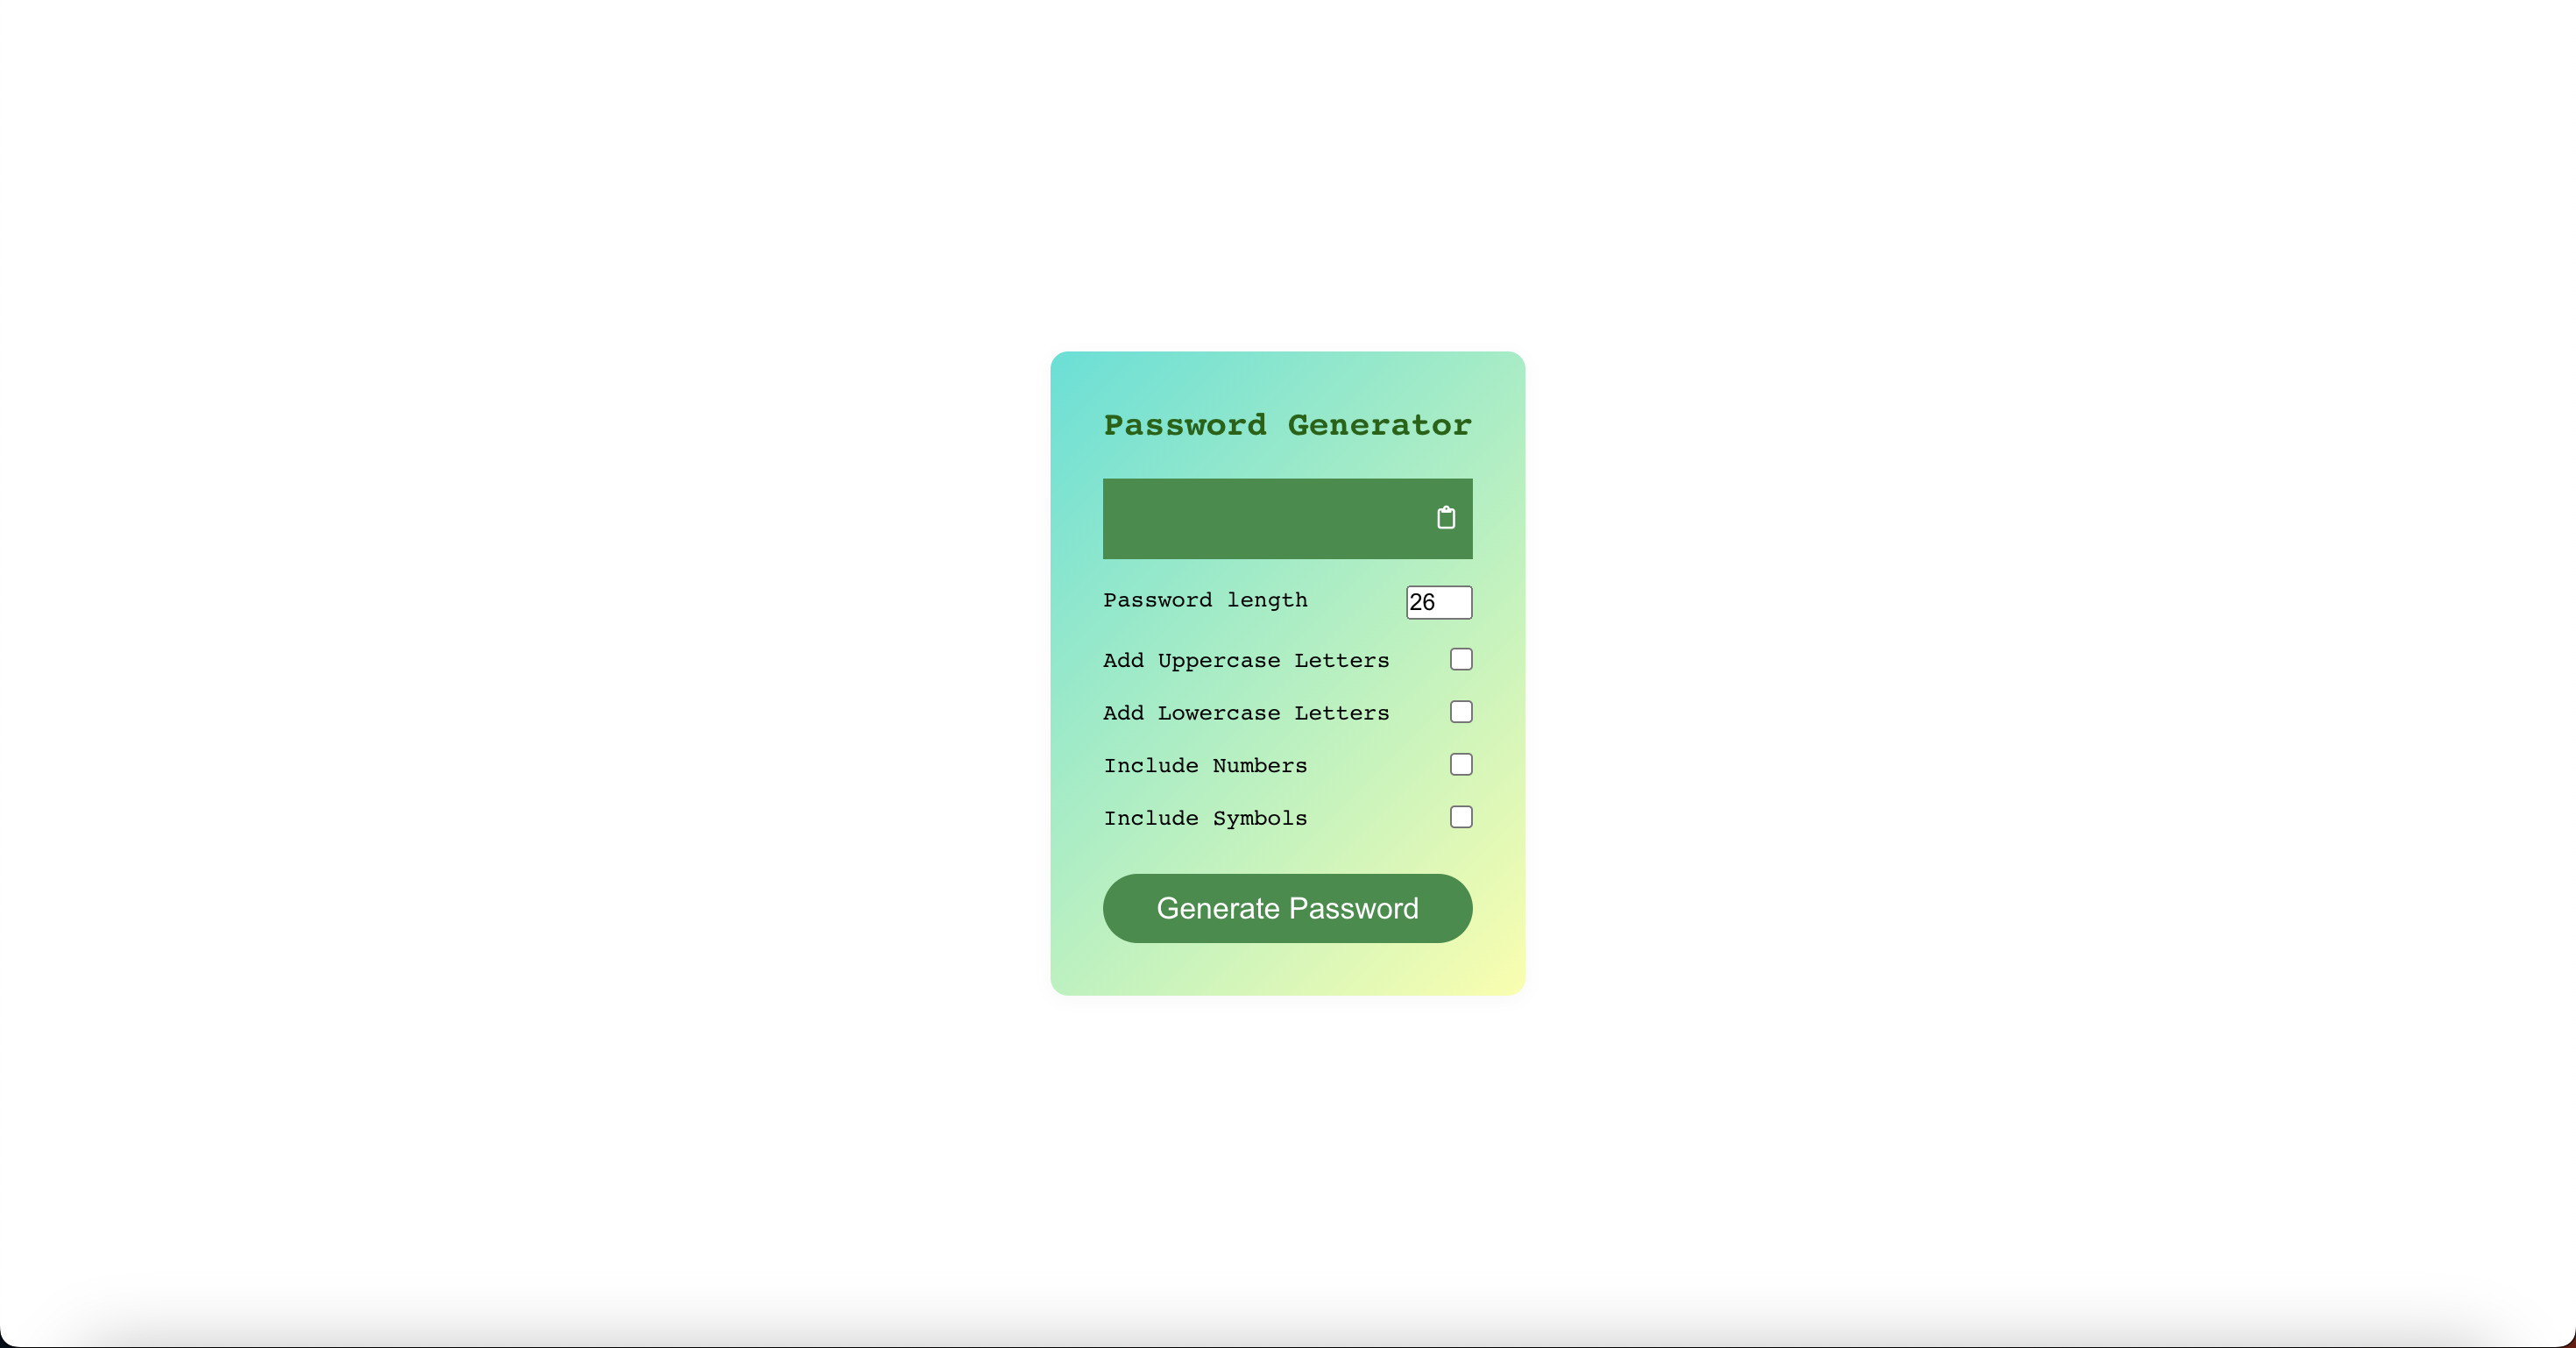 Password Generator
Password length 26
Add Uppercase Letters
Add Lowercase Letters
Include Numbers
Include Symbols
Generate Password